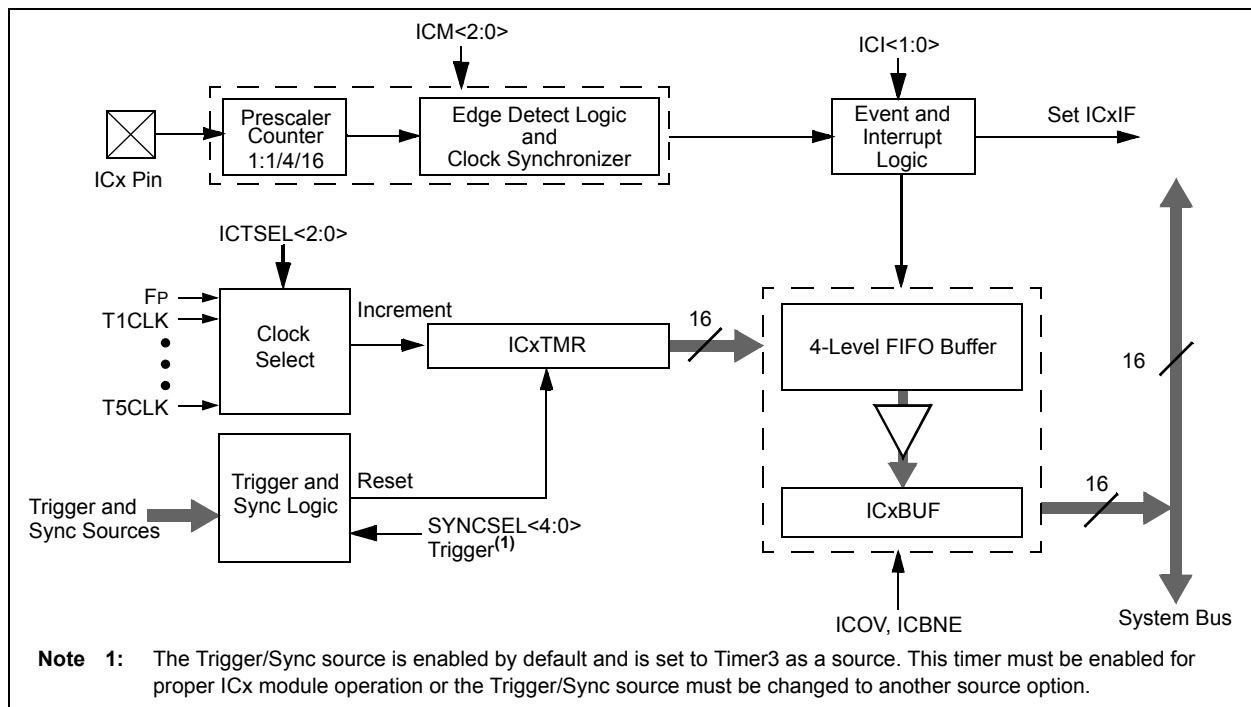 ICM<2:0>
ICI<1:0>
Prescaler
Counter
1:1/4/16
Edge Detect Logic
and
Clock Synchronizer
Event and
Interrupt
Logic
Set ICxIF
ICx Pin
ICTSEL<2:0>
FP
T1CLK
T5CLK
Clock
Select
Increment
ICxTMR
16
4-Level FIFO Buffer
16
Trigger and
Sync Sources
Trigger and
Sync Logic
Reset
SYNCSEL<4:0>
Trigger(1)
ICxBUF
16
ICOV, ICBNE
System Bus
Note 1: The Trigger/Sync source is enabled by default and is set to Timer3 as a source. This timer must be enabled for
proper ICx module operation or the Trigger/Sync source must be changed to another source option.